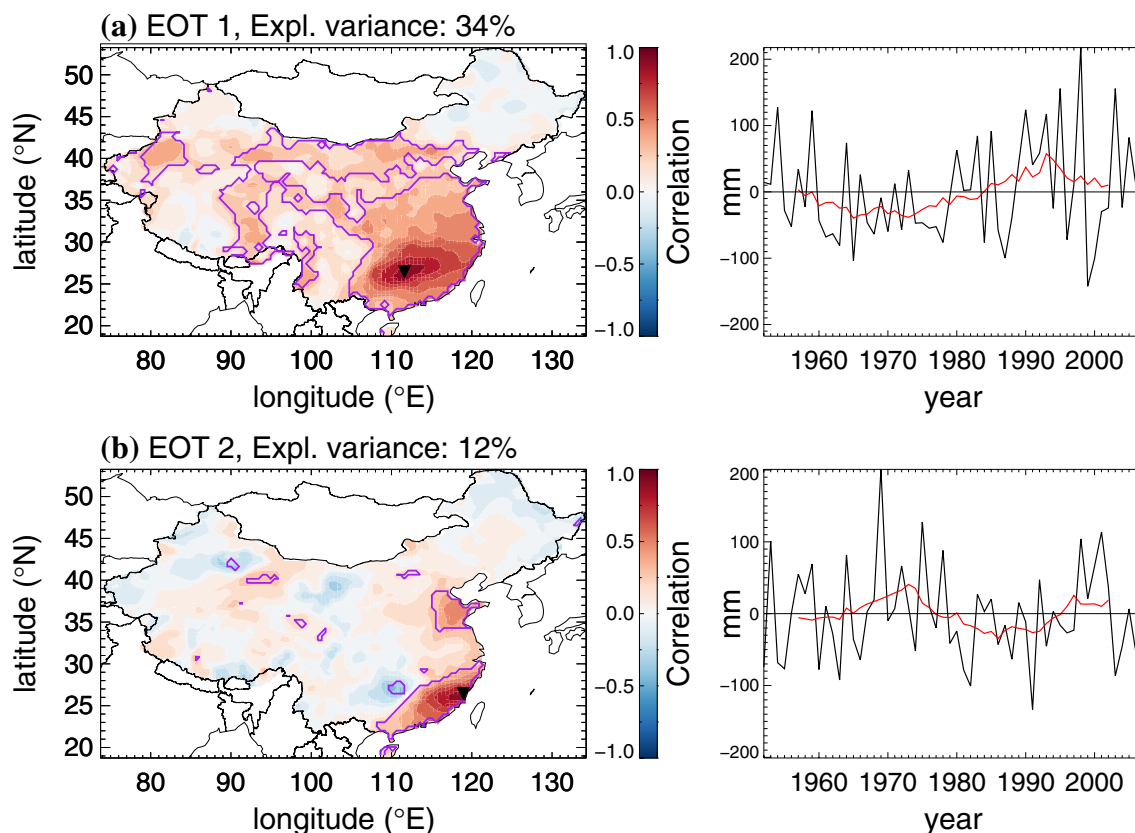 (a) EOT 1, Expl. variance: 34%
latitude (°N)
50
45
40
35
30
25
20
80 90 100 110 120 130
longitude (°E)
1.0
0.5
0.0
−0.5
−1.0
Correlation
mm
200
100
0
-100
-200
1960 1970 1980 1990 2000
year
(b) EOT 2, Expl. variance: 12%
latitude (°N)
50
45
40
35
30
25
20
80 90 100 110 120 130
longitude (°E)
1.0
0.5
0.0
−0.5
−1.0
Correlation
mm
200
100
0
-100
-200
1960 1970 1980 1990 2000
year